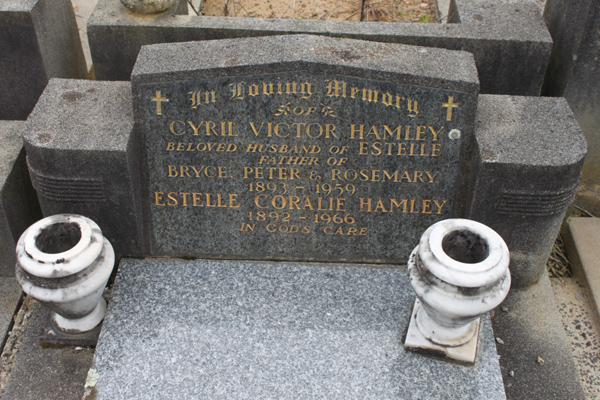 In Loving Memory
OF
CYRIL VICTOR HAMLEY
BELOVED HUSBAND OF ESTELLE
FATHER OF
BRYCE, PETER & ROSEMARY
1893 - 1959
ESTELLE CORALIE HAMLEY
1892 - 1966
IN GOD'S CARE